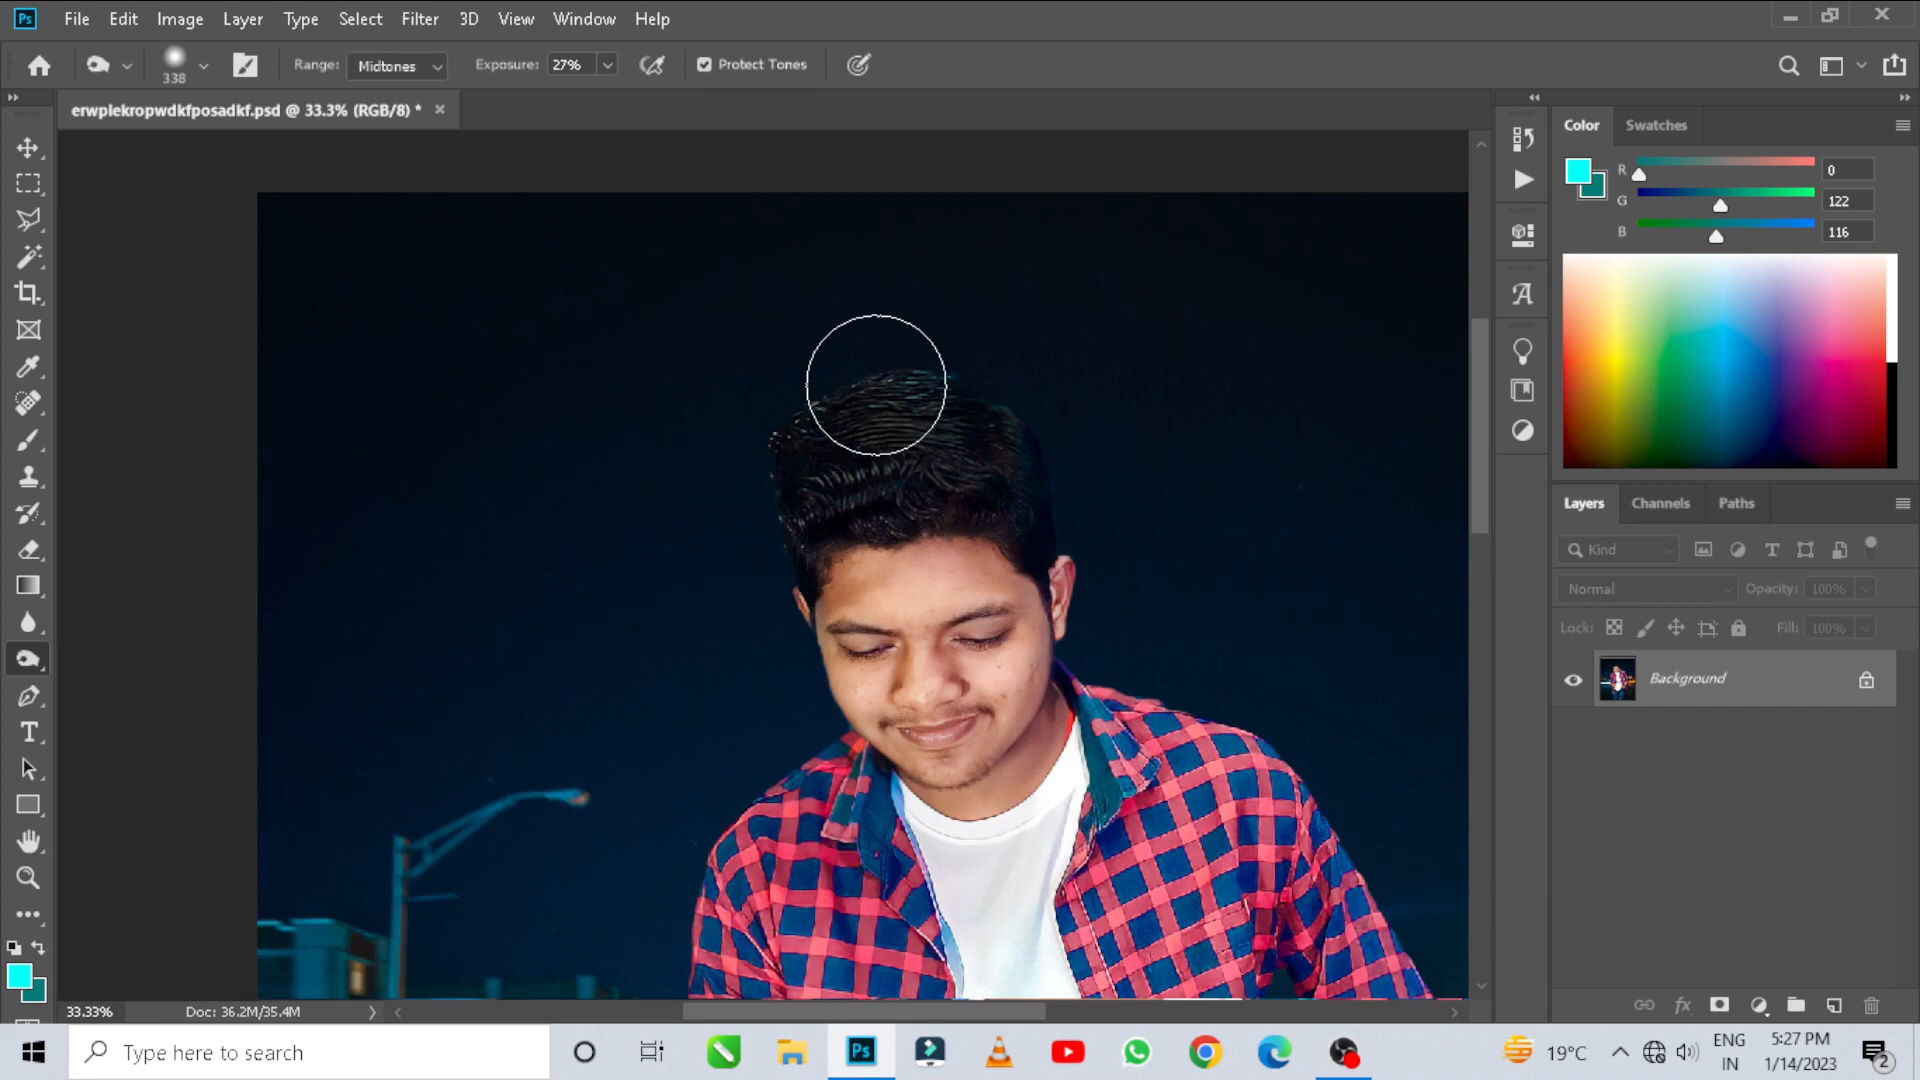 Ps File Edit Image Layer Type Select Filter 3D View Window Help
338 Range: Midtones Exposure: 27% Protect Tones
erwplekropwdkfposadkf.psd @ 33.3% (RGB/8) *
Color Swatches
R 0
G 122
B 116
Layers Channels Paths
Kind
Normal Opacity: 100%
Lock: Fill: 100%
Background
33.33% Doc: 36.2M/35.4M
Type here to search
Ps
19°C
ENG
IN
5:27 PM
1/14/2023
2